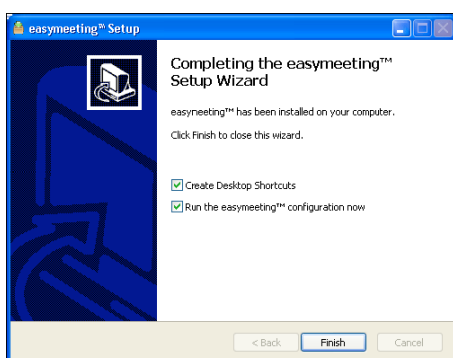 easymeeting™ Setup
Completing the easymeeting™
Setup Wizard
easymeeting™ has been installed on your computer.
Click Finish to close this wizard.
Create Desktop Shortcuts
Run the easymeeting™ configuration now
< Back
Finish
Cancel